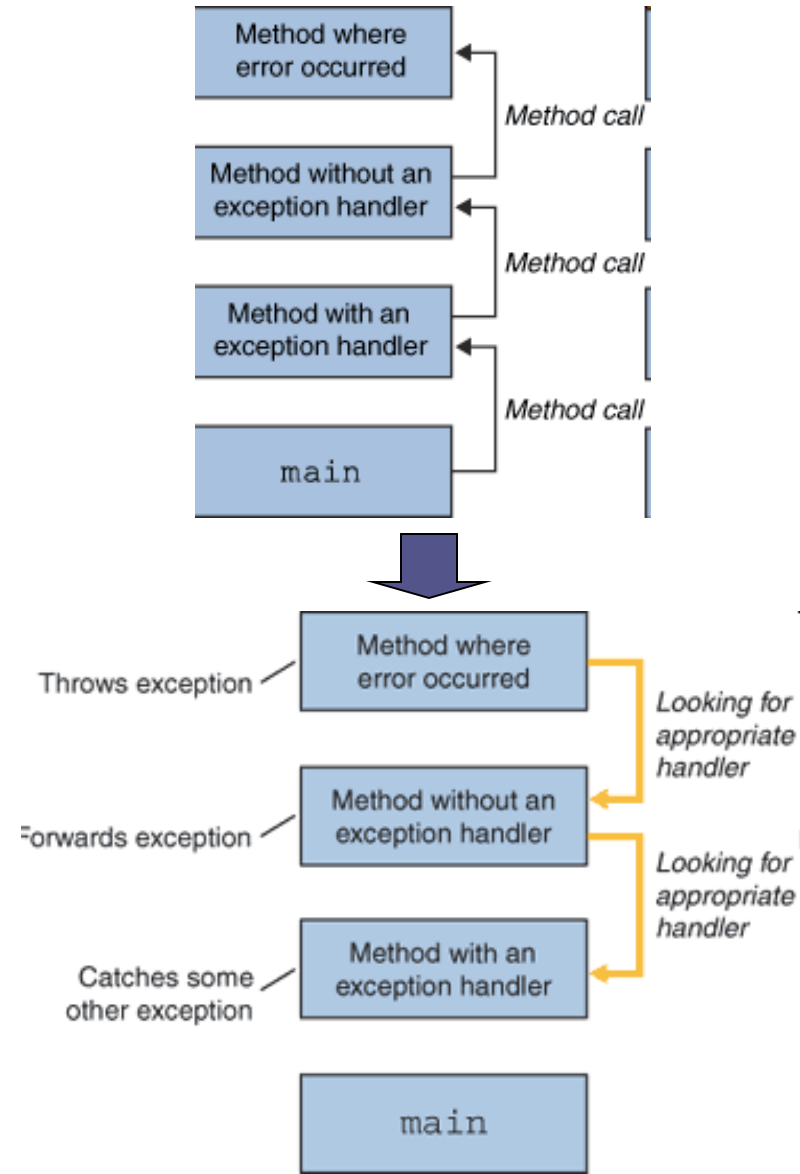 Method where
error occurred
Method call
Method without an
exception handler
Method call
Method with an
exception handler
Method call
main
Method where
error occurred
Throws exception
Looking for
appropriate
handler
Method without an
exception handler
Forwards exception
Looking for
appropriate
handler
Method with an
exception handler
Catches some
other exception
main